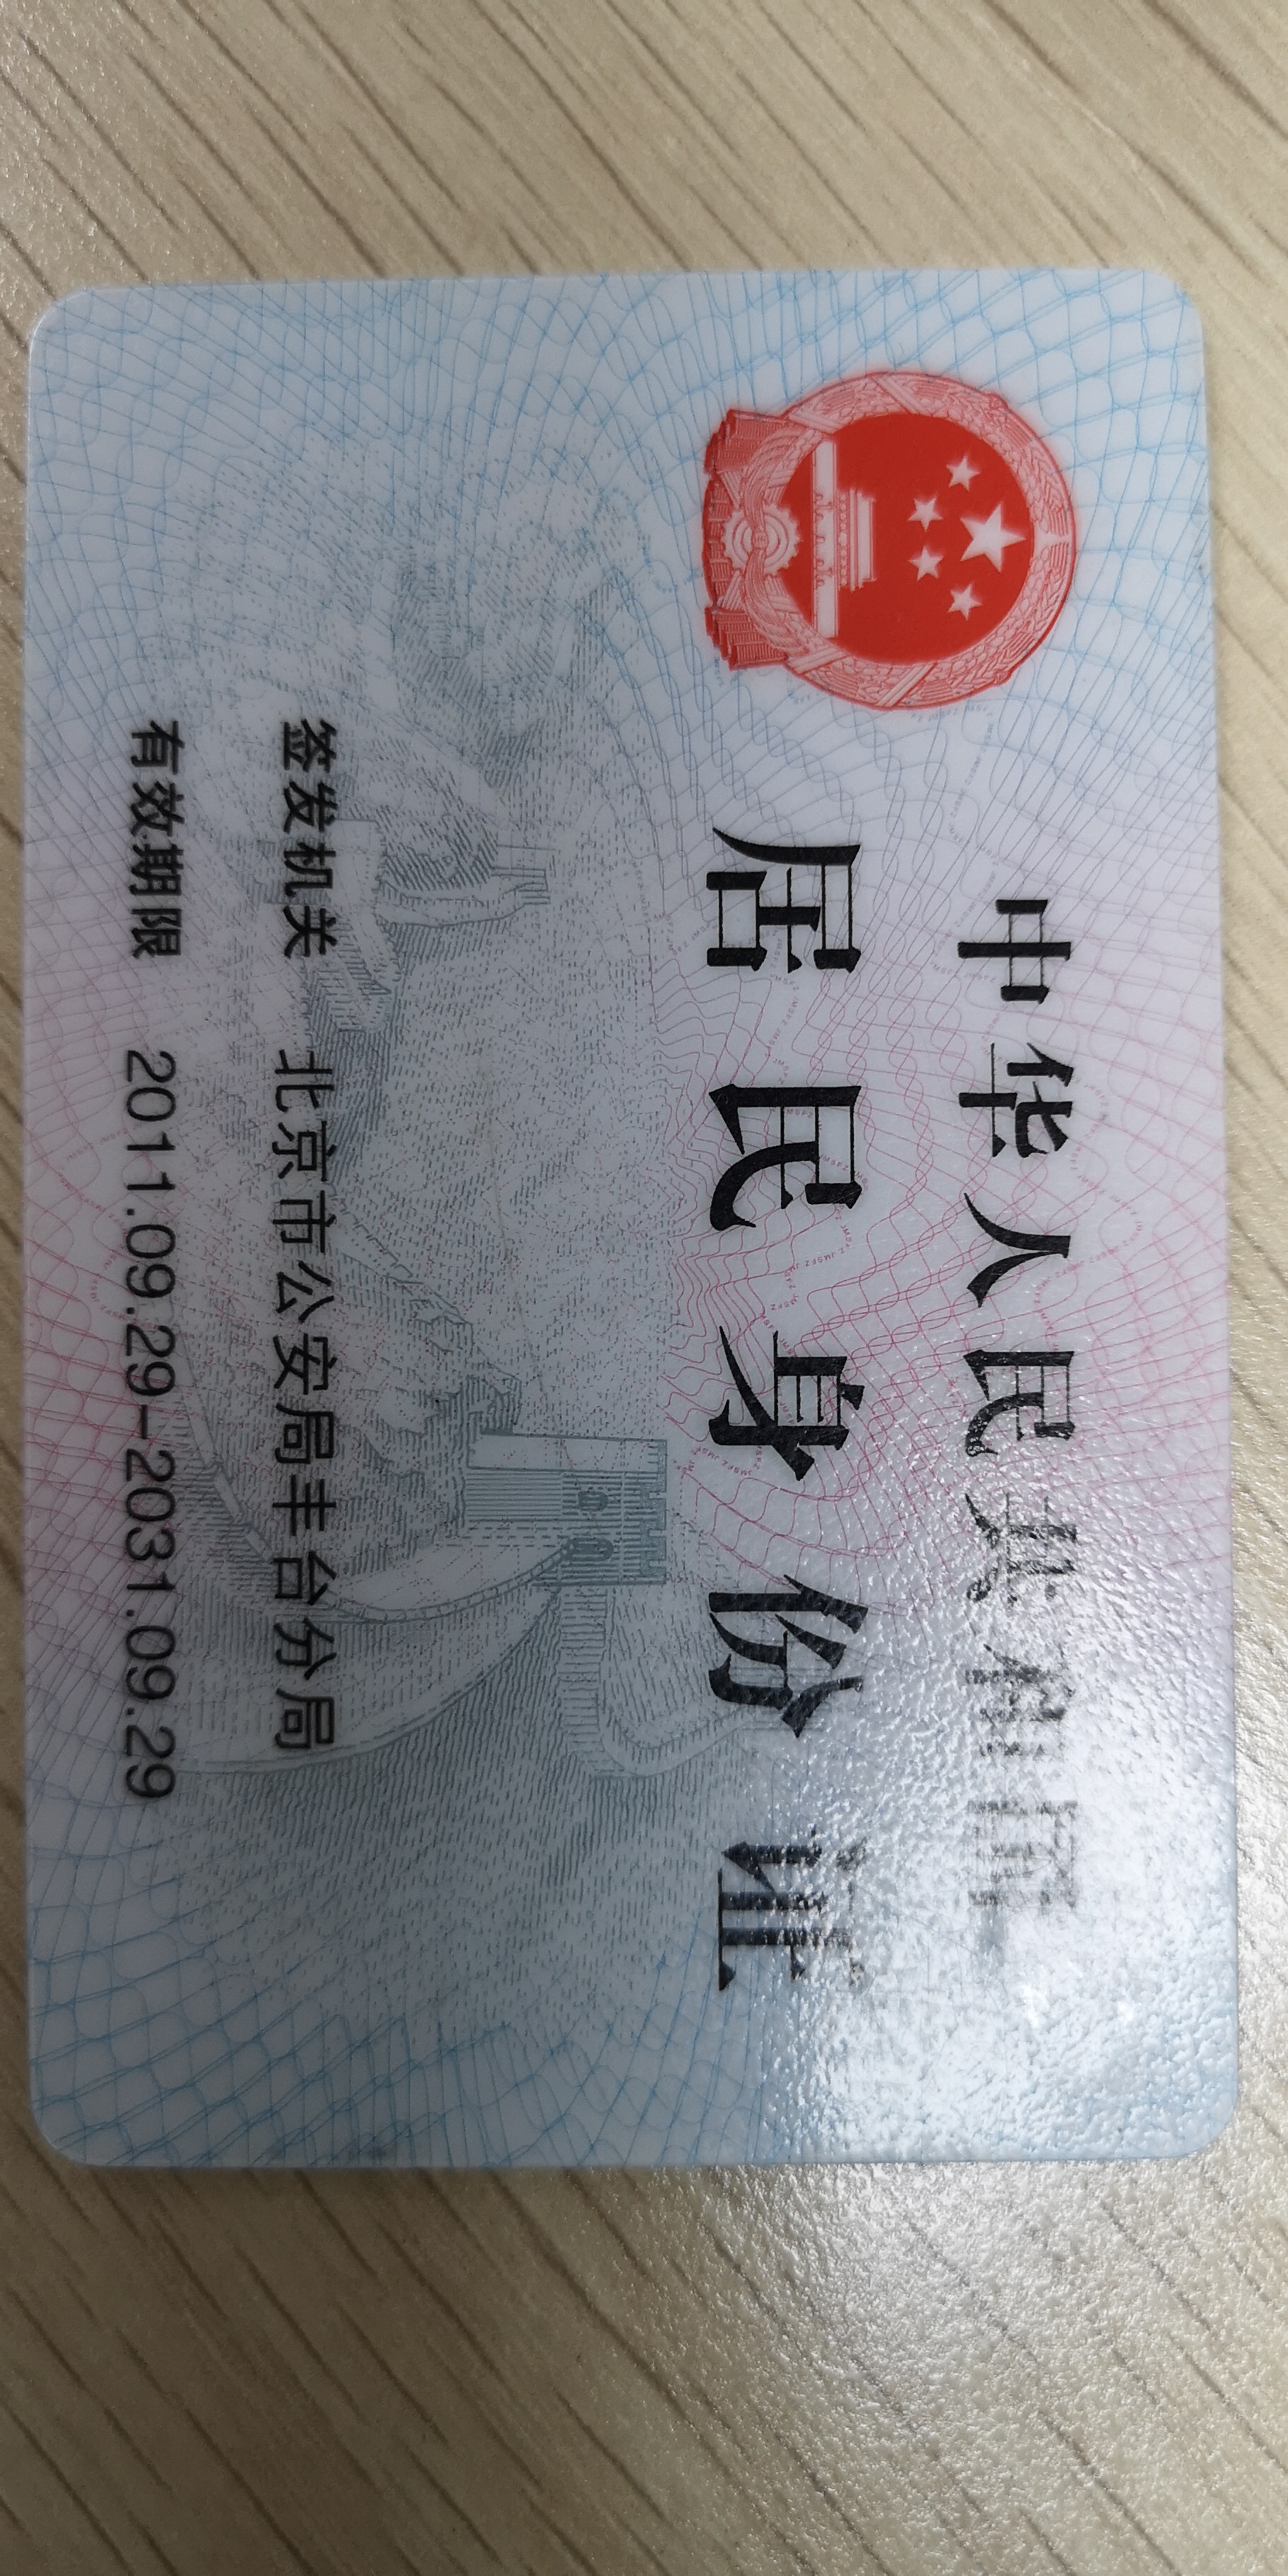 中华人民共和国
居民身份证
签发机关 北京市公安局丰台分局
有效期限 2011.09.29-2031.09.29